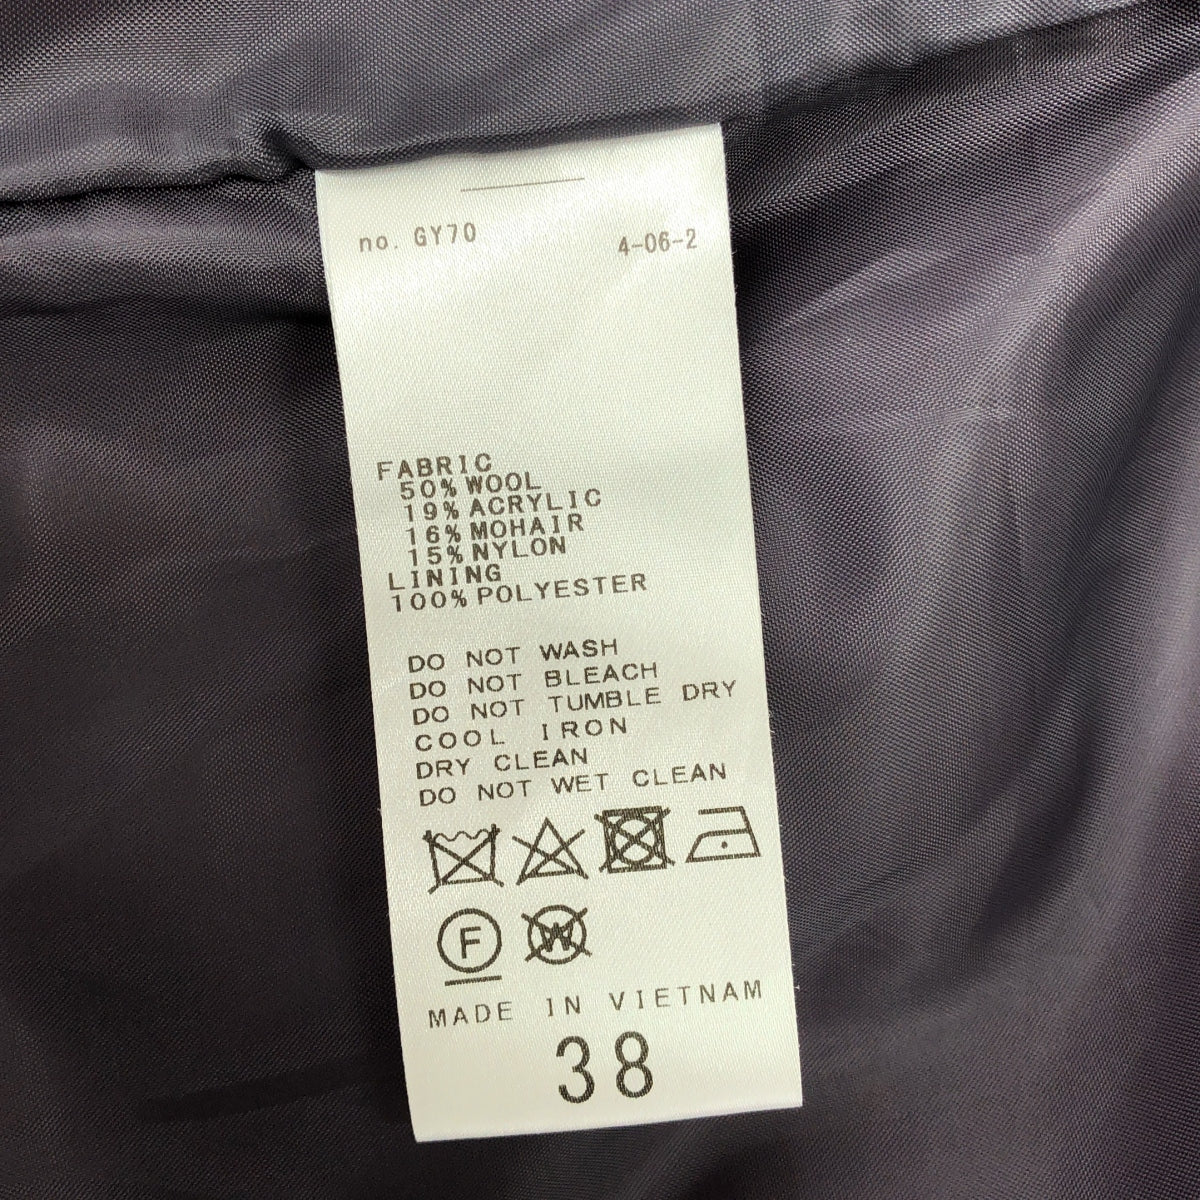 no. GY70 4-06-2
FABRIC
50% WOOL
19% ACRYLIC
16% MOHAIR
15% NYLON
LINING
100% POLYESTER
DO NOT WASH
DO NOT BLEACH
DO NOT TUMBLE DRY
COOL IRON
DRY CLEAN
DO NOT WET CLEAN
F W
MADE IN VIETNAM
38